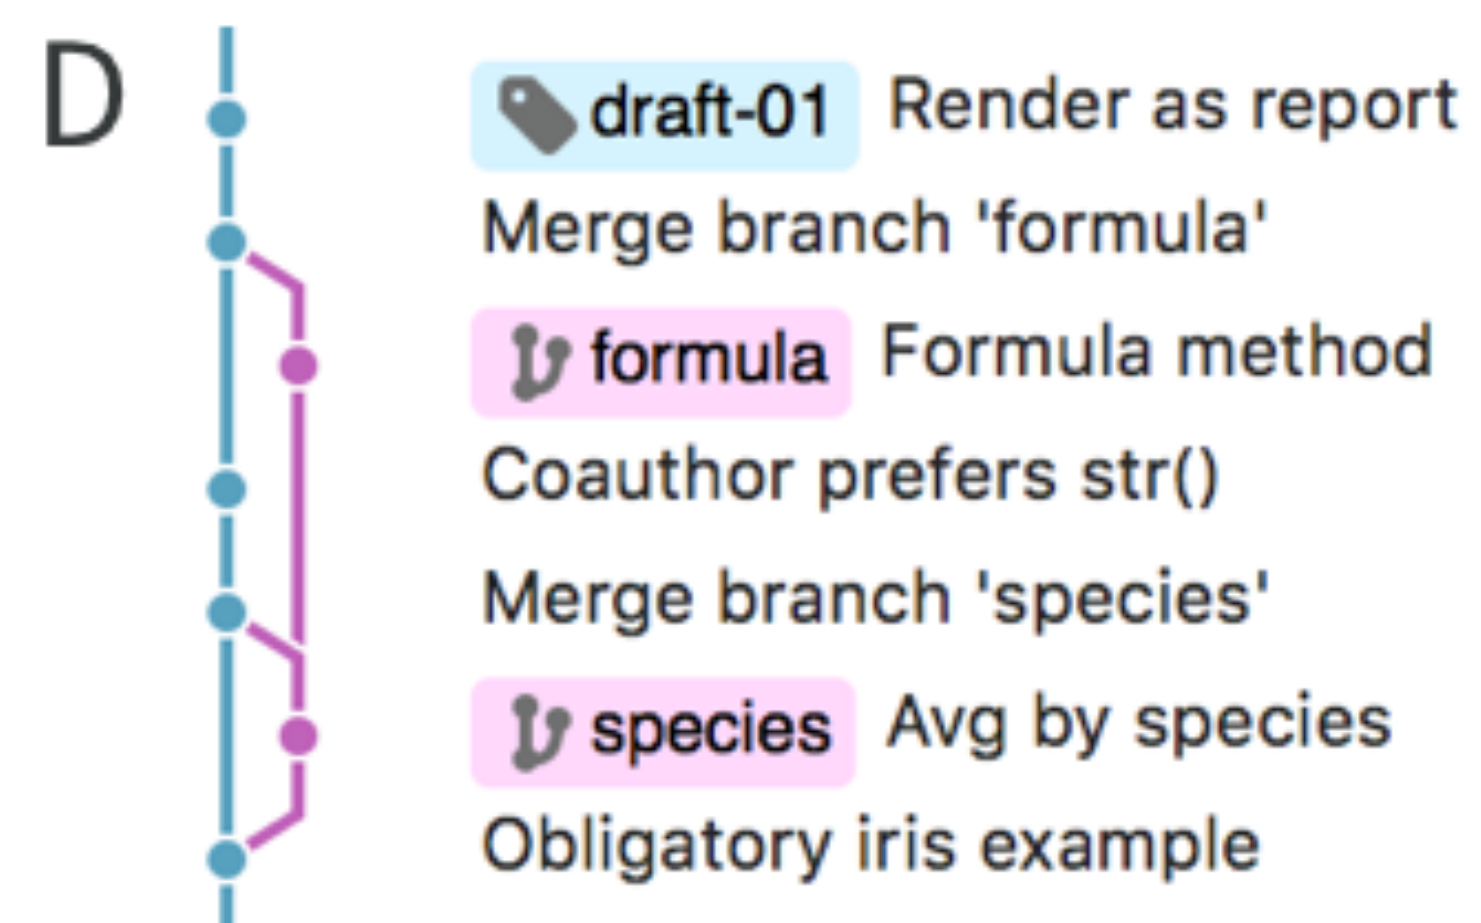 D
draft-01 Render as report
Merge branch 'formula'
formula Formula method
Coauthor prefers str()
Merge branch 'species'
species Avg by species
Obligatory iris example